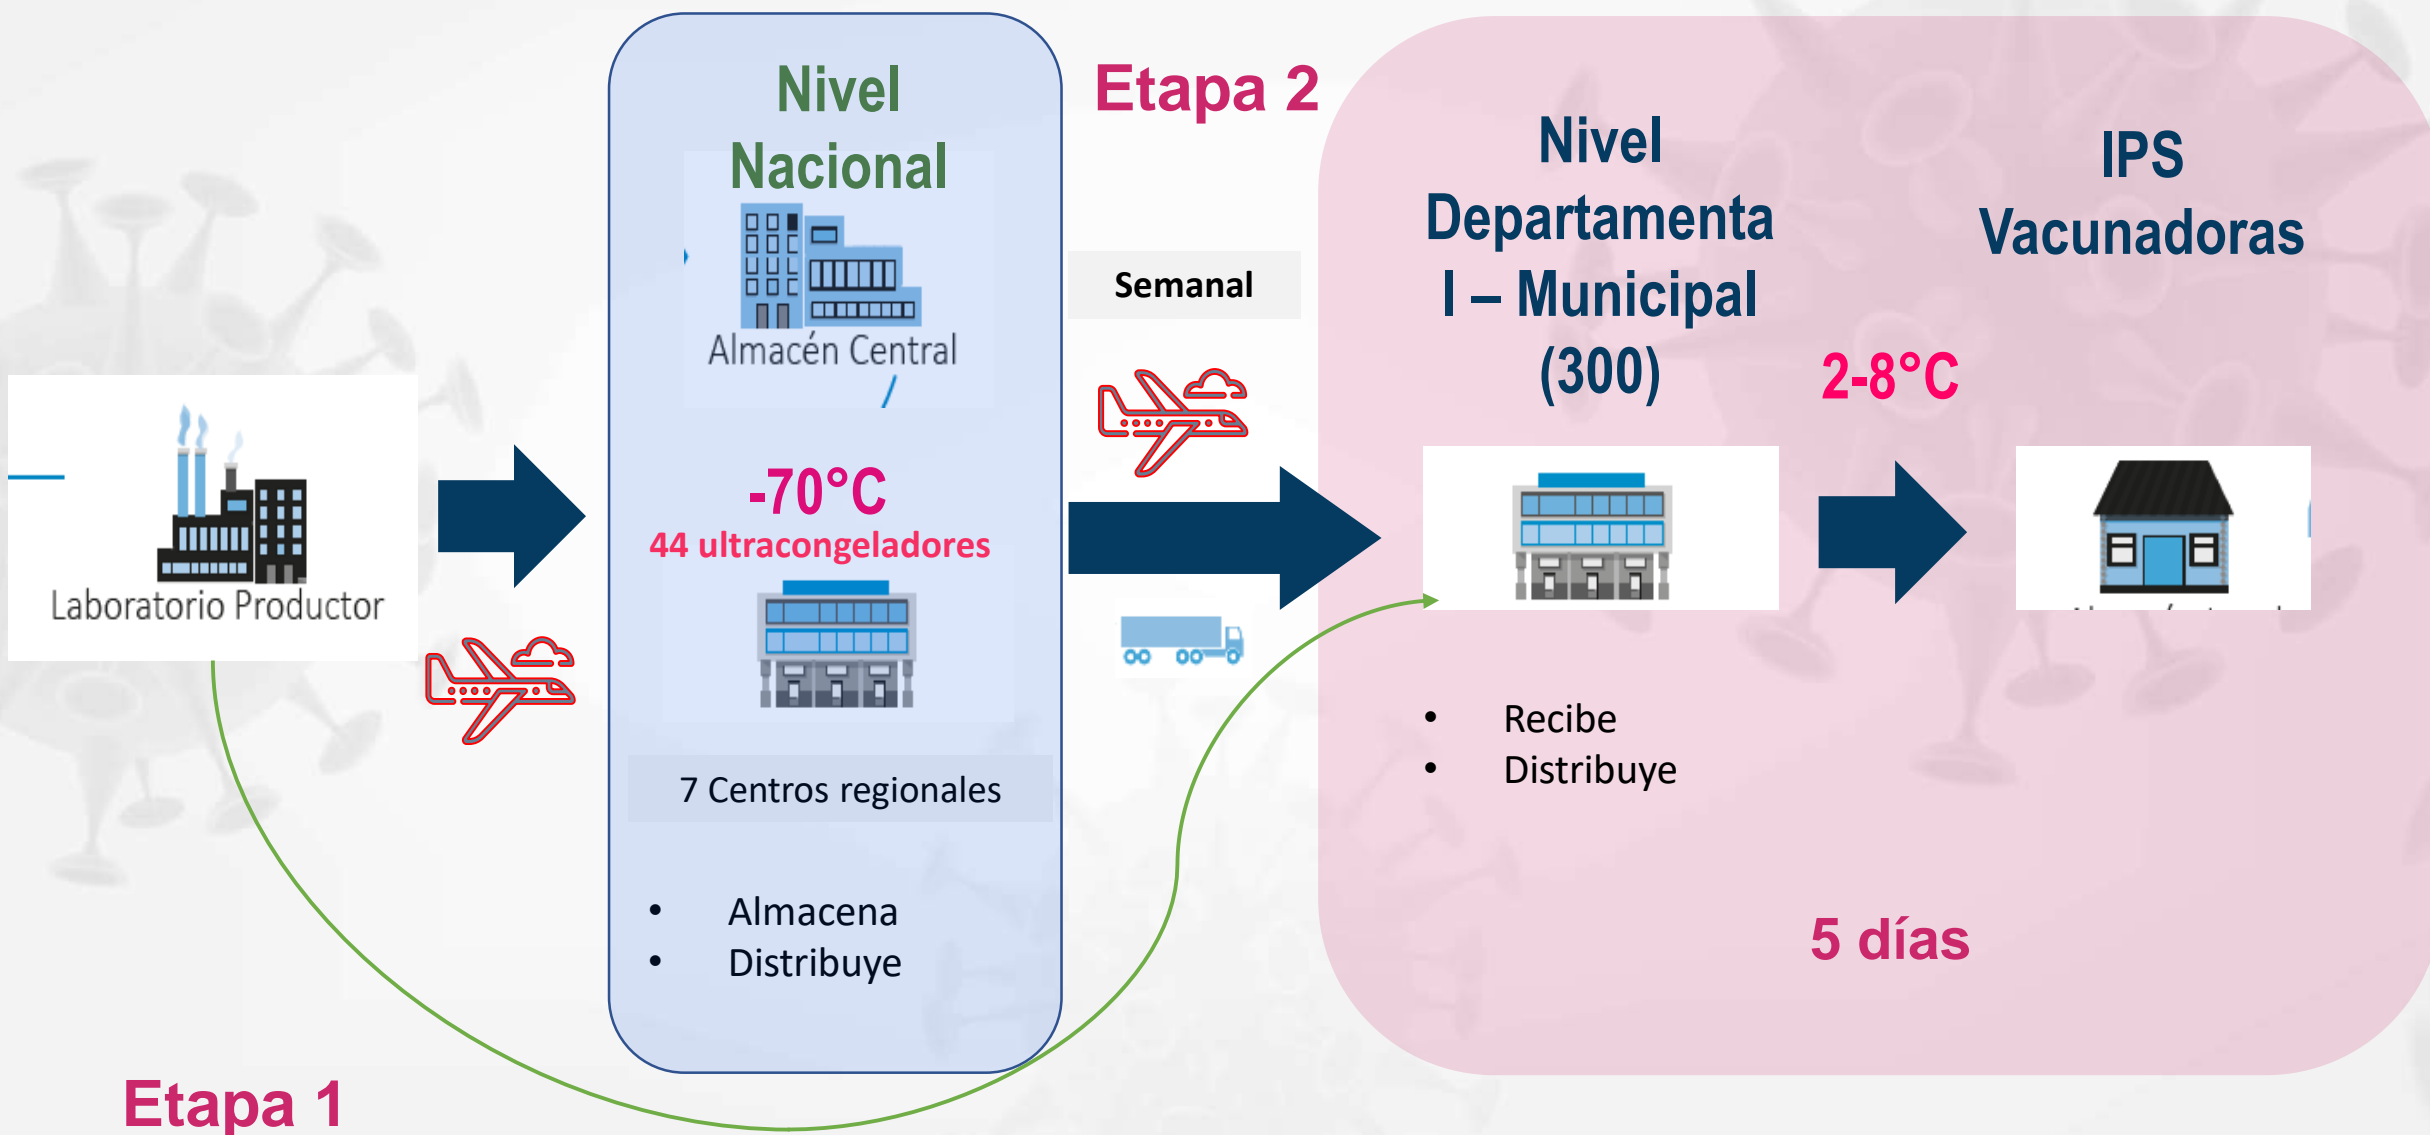 Laboratorio Productor
Etapa 1
Nivel
Nacional
Almacén Central
-70°C
44 ultracongeladores
7 Centros regionales
• Almacena
• Distribuye
Etapa 2
Semanal
Nivel
Departamenta
l – Municipal
(300)
• Recibe
• Distribuye
2-8°C
IPS
Vacunadoras
5 días